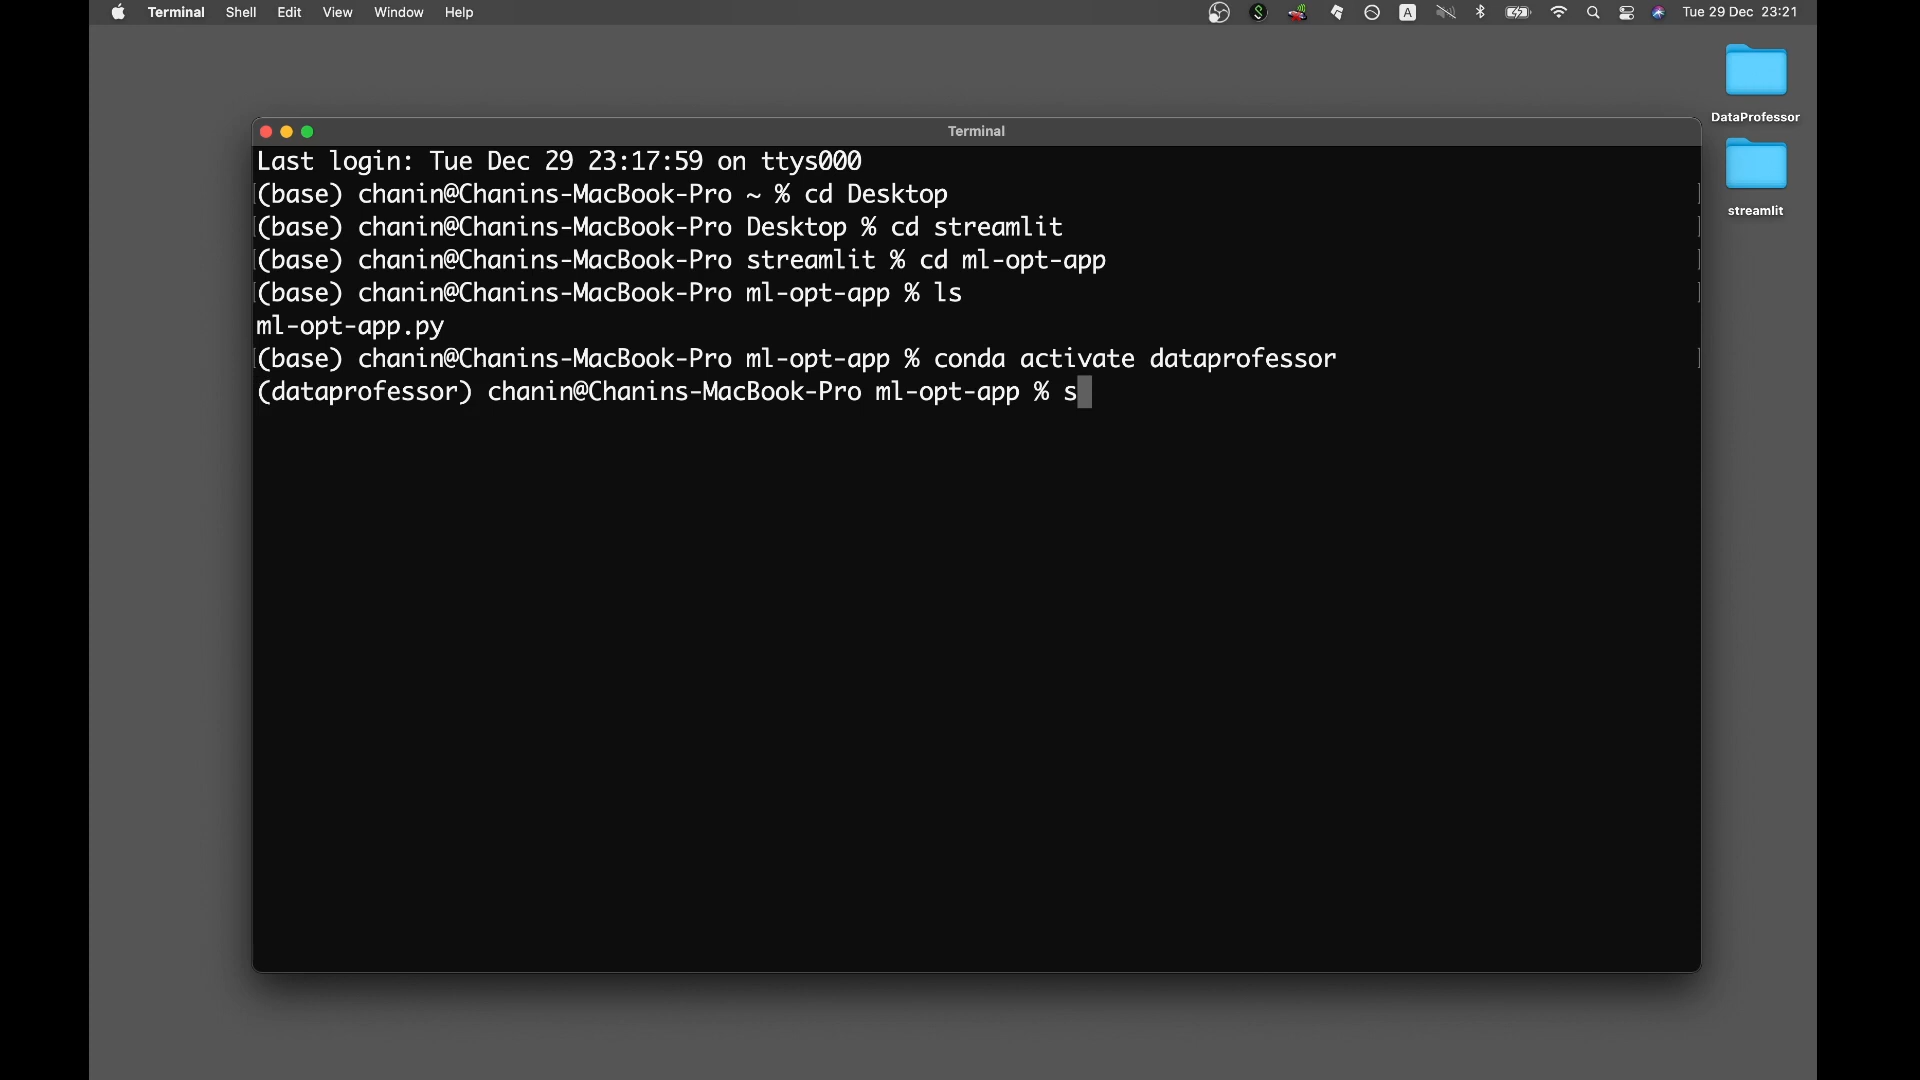 Terminal Shell Edit View Window Help A Tue 29 Dec 23:21
DataProfessor
streamlit
Terminal
Last login: Tue Dec 29 23:17:59 on ttys000
(base) chanin@Chanins-MacBook-Pro ~ % cd Desktop
(base) chanin@Chanins-MacBook-Pro Desktop % cd streamlit
(base) chanin@Chanins-MacBook-Pro streamlit % cd ml-opt-app
(base) chanin@Chanins-MacBook-Pro ml-opt-app % ls
ml-opt-app.py
(base) chanin@Chanins-MacBook-Pro ml-opt-app % conda activate dataprofessor
(dataprofessor) chanin@Chanins-MacBook-Pro ml-opt-app % s